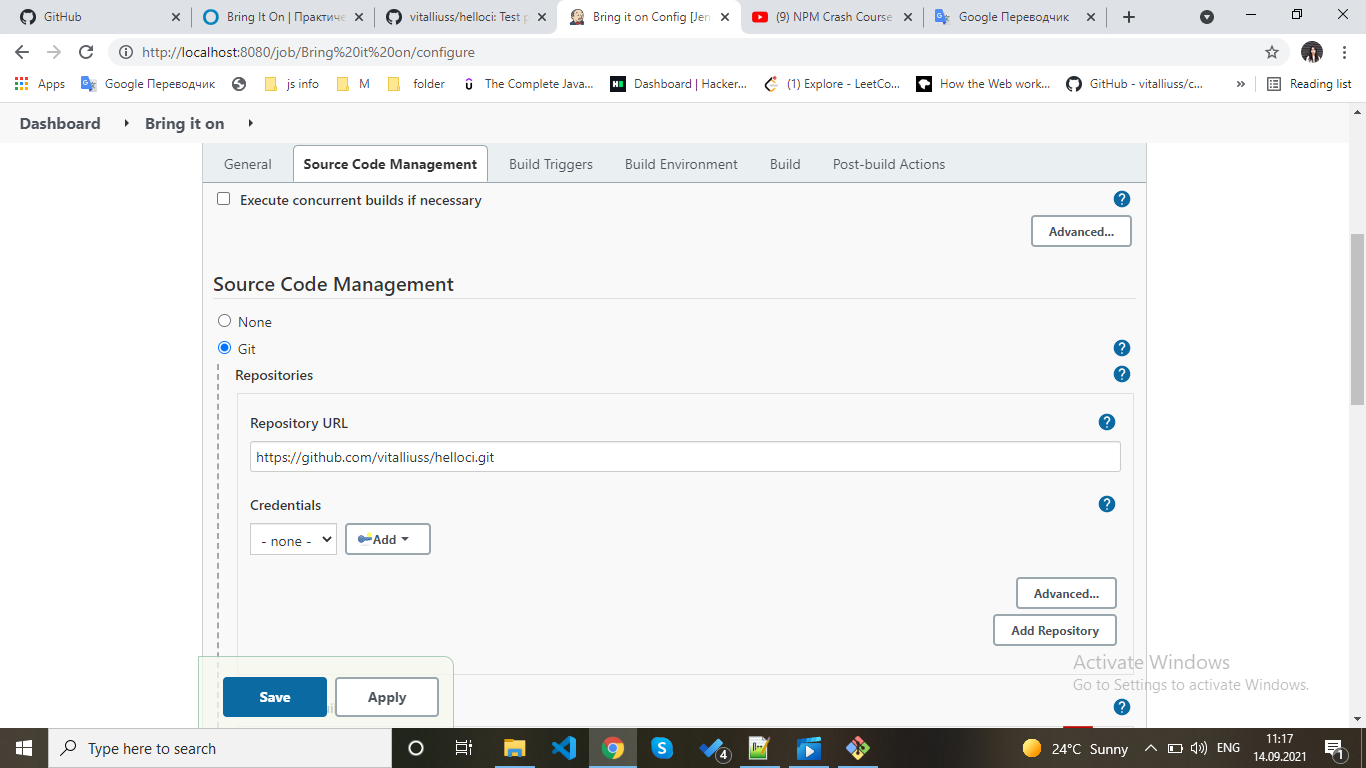 GitHub
Bring It On | Практиче
vitalliuss/helloci: Test p
Bring it on Config [Jen
(9) NPM Crash Course
Google Переводчик
http://localhost:8080/job/Bring%20it%20on/configure
Apps
Google Переводчик
js info
M
folder
The Complete Java...
Dashboard | Hacker...
(1) Explore - LeetCo...
How the Web work...
GitHub - vitalliuss/c...
»
Reading list
Dashboard
Bring it on
General
Source Code Management
Build Triggers
Build Environment
Build
Post-build Actions
Execute concurrent builds if necessary
?
Advanced...
Source Code Management
None
Git
?
Repositories
?
Repository URL
?
https://github.com/vitalliuss/helloci.git
Credentials
?
- none -
Add
Advanced...
Add Repository
Activate Windows
Go to Settings to activate Windows.
Save
Apply
?
Type here to search
4
24°C Sunny
ENG
11:17
14.09.2021
1